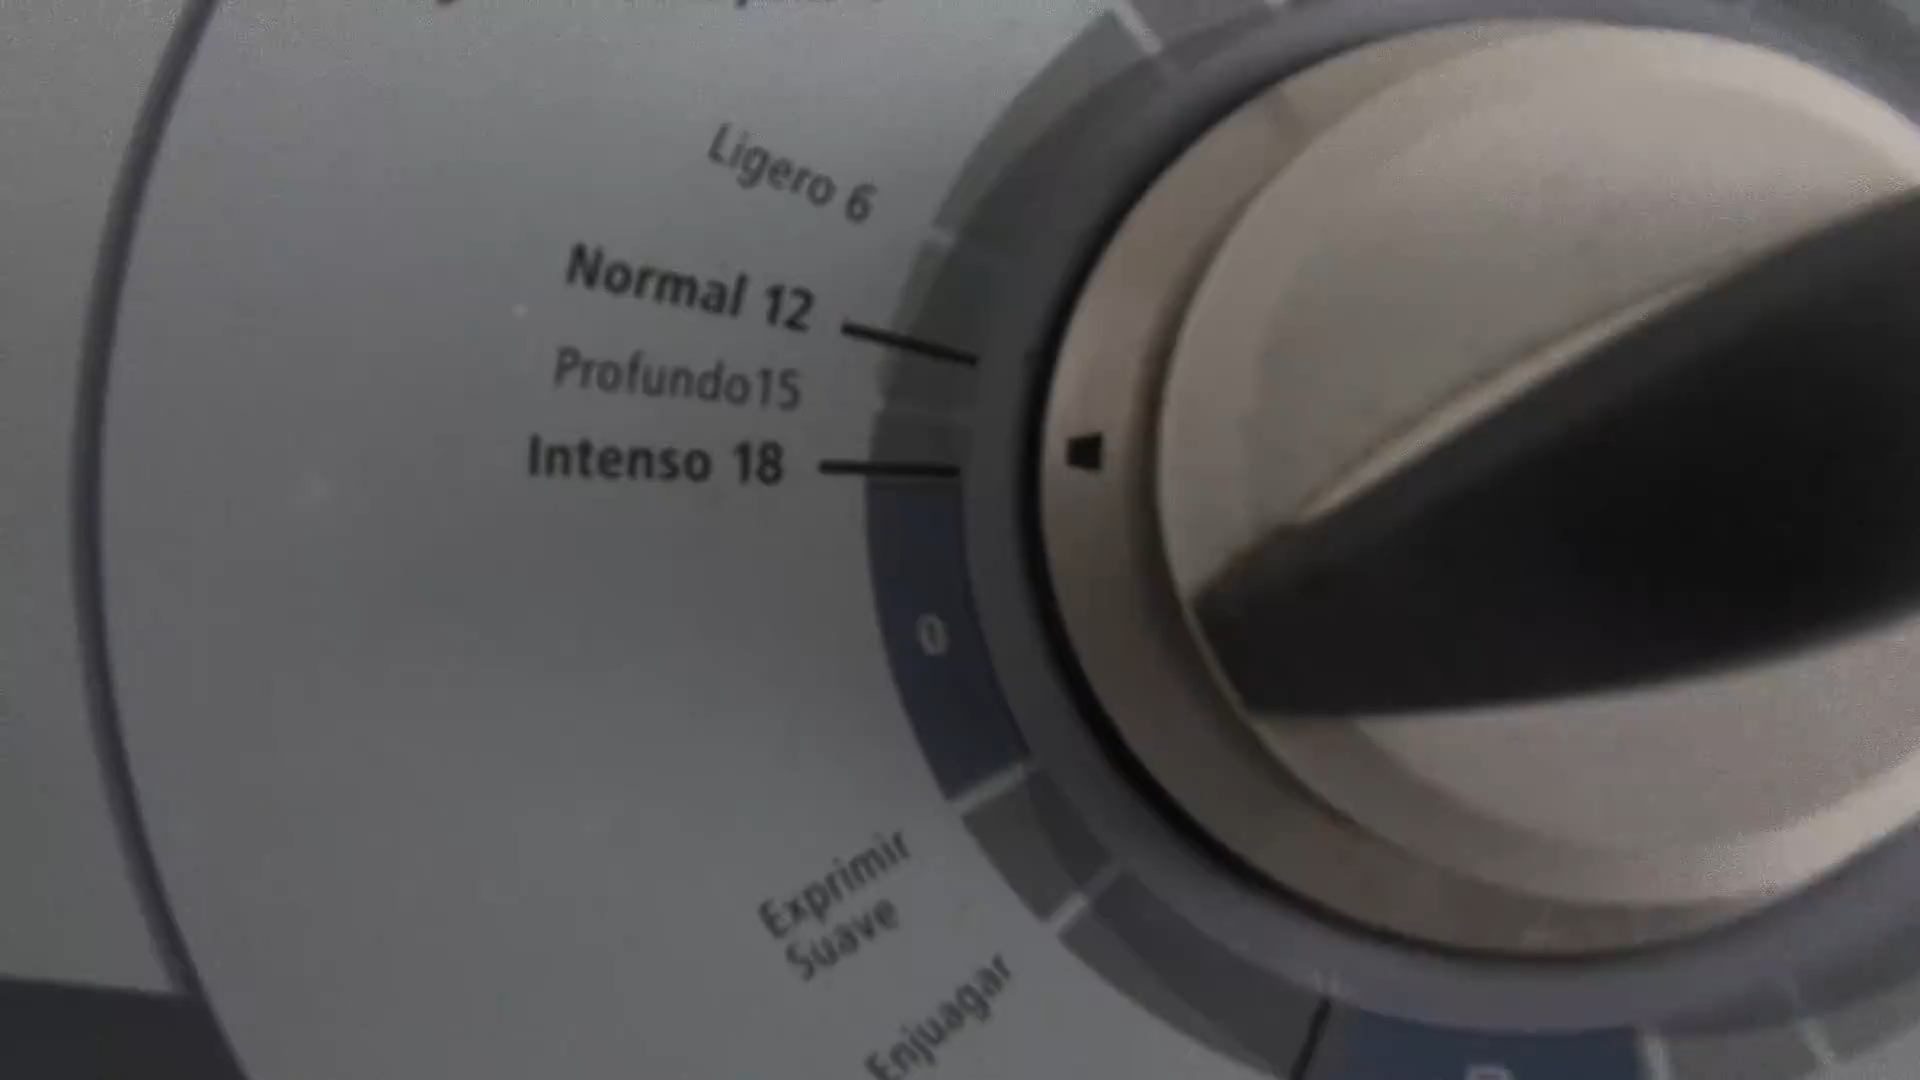 Ligero 6
Normal 12
Profundo15
Intenso 18
0
Exprimir
Suave
Enjuagar